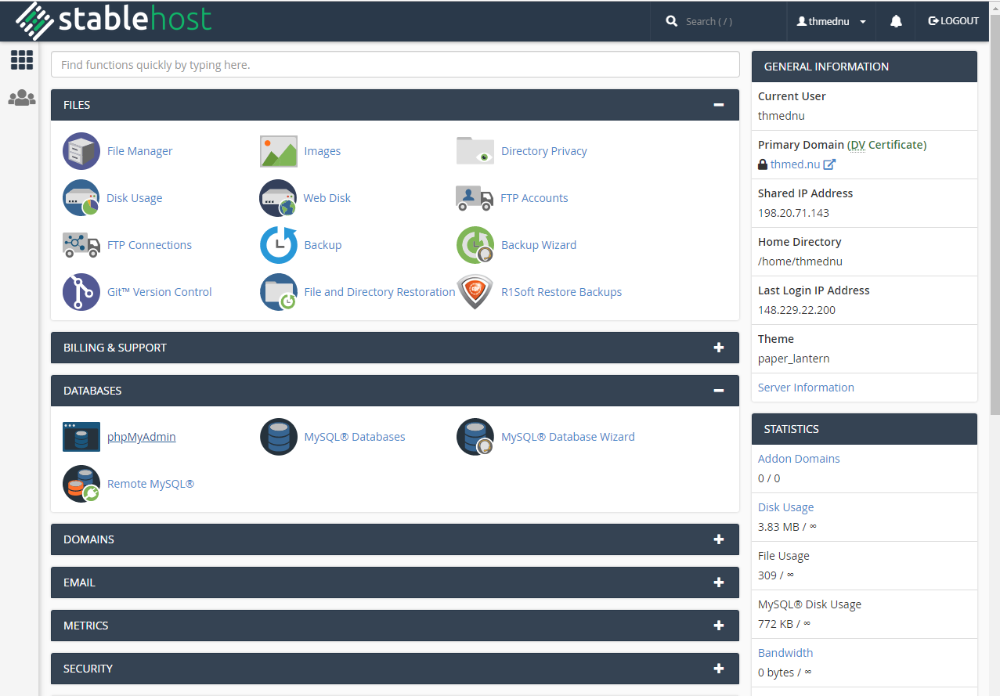 stablehost
Search ( / )
thmednu
LOGOUT
Find functions quickly by typing here.
FILES
File Manager
Images
Directory Privacy
Disk Usage
Web Disk
FTP Accounts
FTP Connections
Backup
Backup Wizard
Git™ Version Control
File and Directory Restoration
R1Soft Restore Backups
BILLING & SUPPORT
DATABASES
phpMyAdmin
MySQL® Databases
MySQL® Database Wizard
Remote MySQL®
DOMAINS
EMAIL
METRICS
SECURITY
GENERAL INFORMATION
Current User
thmednu
Primary Domain (DV Certificate)
thmed.nu
Shared IP Address
198.20.71.143
Home Directory
/home/thmednu
Last Login IP Address
148.229.22.200
Theme
paper_lantern
Server Information
STATISTICS
Addon Domains
0 / 0
Disk Usage
3.83 MB / ∞
File Usage
309 / ∞
MySQL® Disk Usage
772 KB / ∞
Bandwidth
0 bytes / ∞